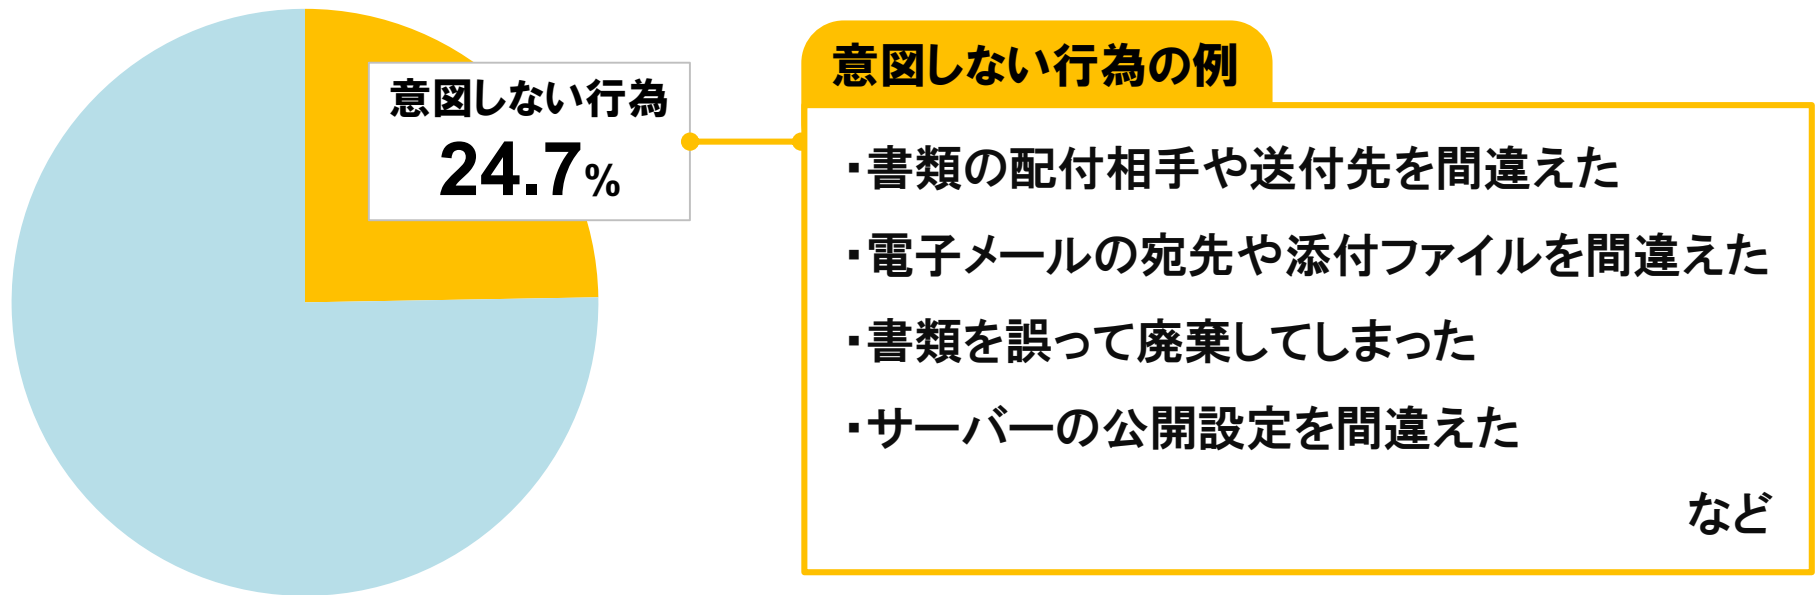 意図しない行為
24.7%
意図しない行為の例
・書類の配付相手や送付先を間違えた
・電子メールの宛先や添付ファイルを間違えた
・書類を誤って廃棄してしまった
・サーバーの公開設定を間違えた
など